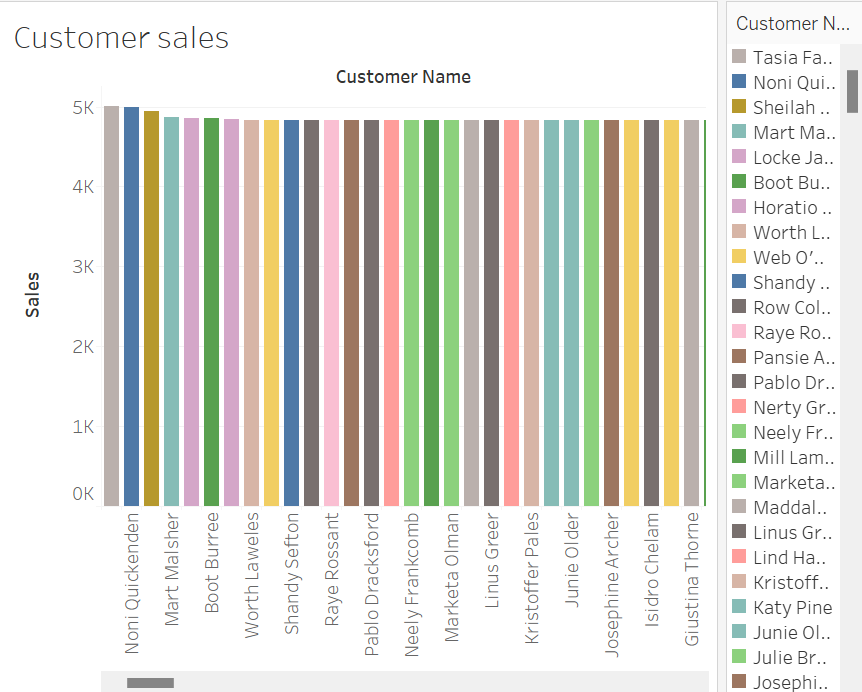 Customer sales
Customer Name
5K
4K
3K
2K
1K
0K
Sales
Noni Quickenden
Mart Malsher
Boot Burree
Worth Laweles
Shandy Sefton
Raye Rossant
Pablo Dracksford
Neely Frankcomb
Marketa Olman
Linus Greer
Kristoffer Pales
Junie Older
Josephine Archer
Isidro Chelam
Giustina Thorne
Customer N...
Tasia Fa..
Noni Qui..
Sheilah ..
Mart Ma..
Locke Ja..
Boot Bu..
Horatio ..
Worth L..
Web O’..
Shandy ..
Row Col..
Raye Ro..
Pansie A..
Pablo Dr..
Nerty Gr..
Neely Fr..
Mill Lam..
Marketa..
Maddal..
Linus Gr..
Lind Ha..
Kristoff..
Katy Pine
Junie Ol..
Julie Br..
Josephi..